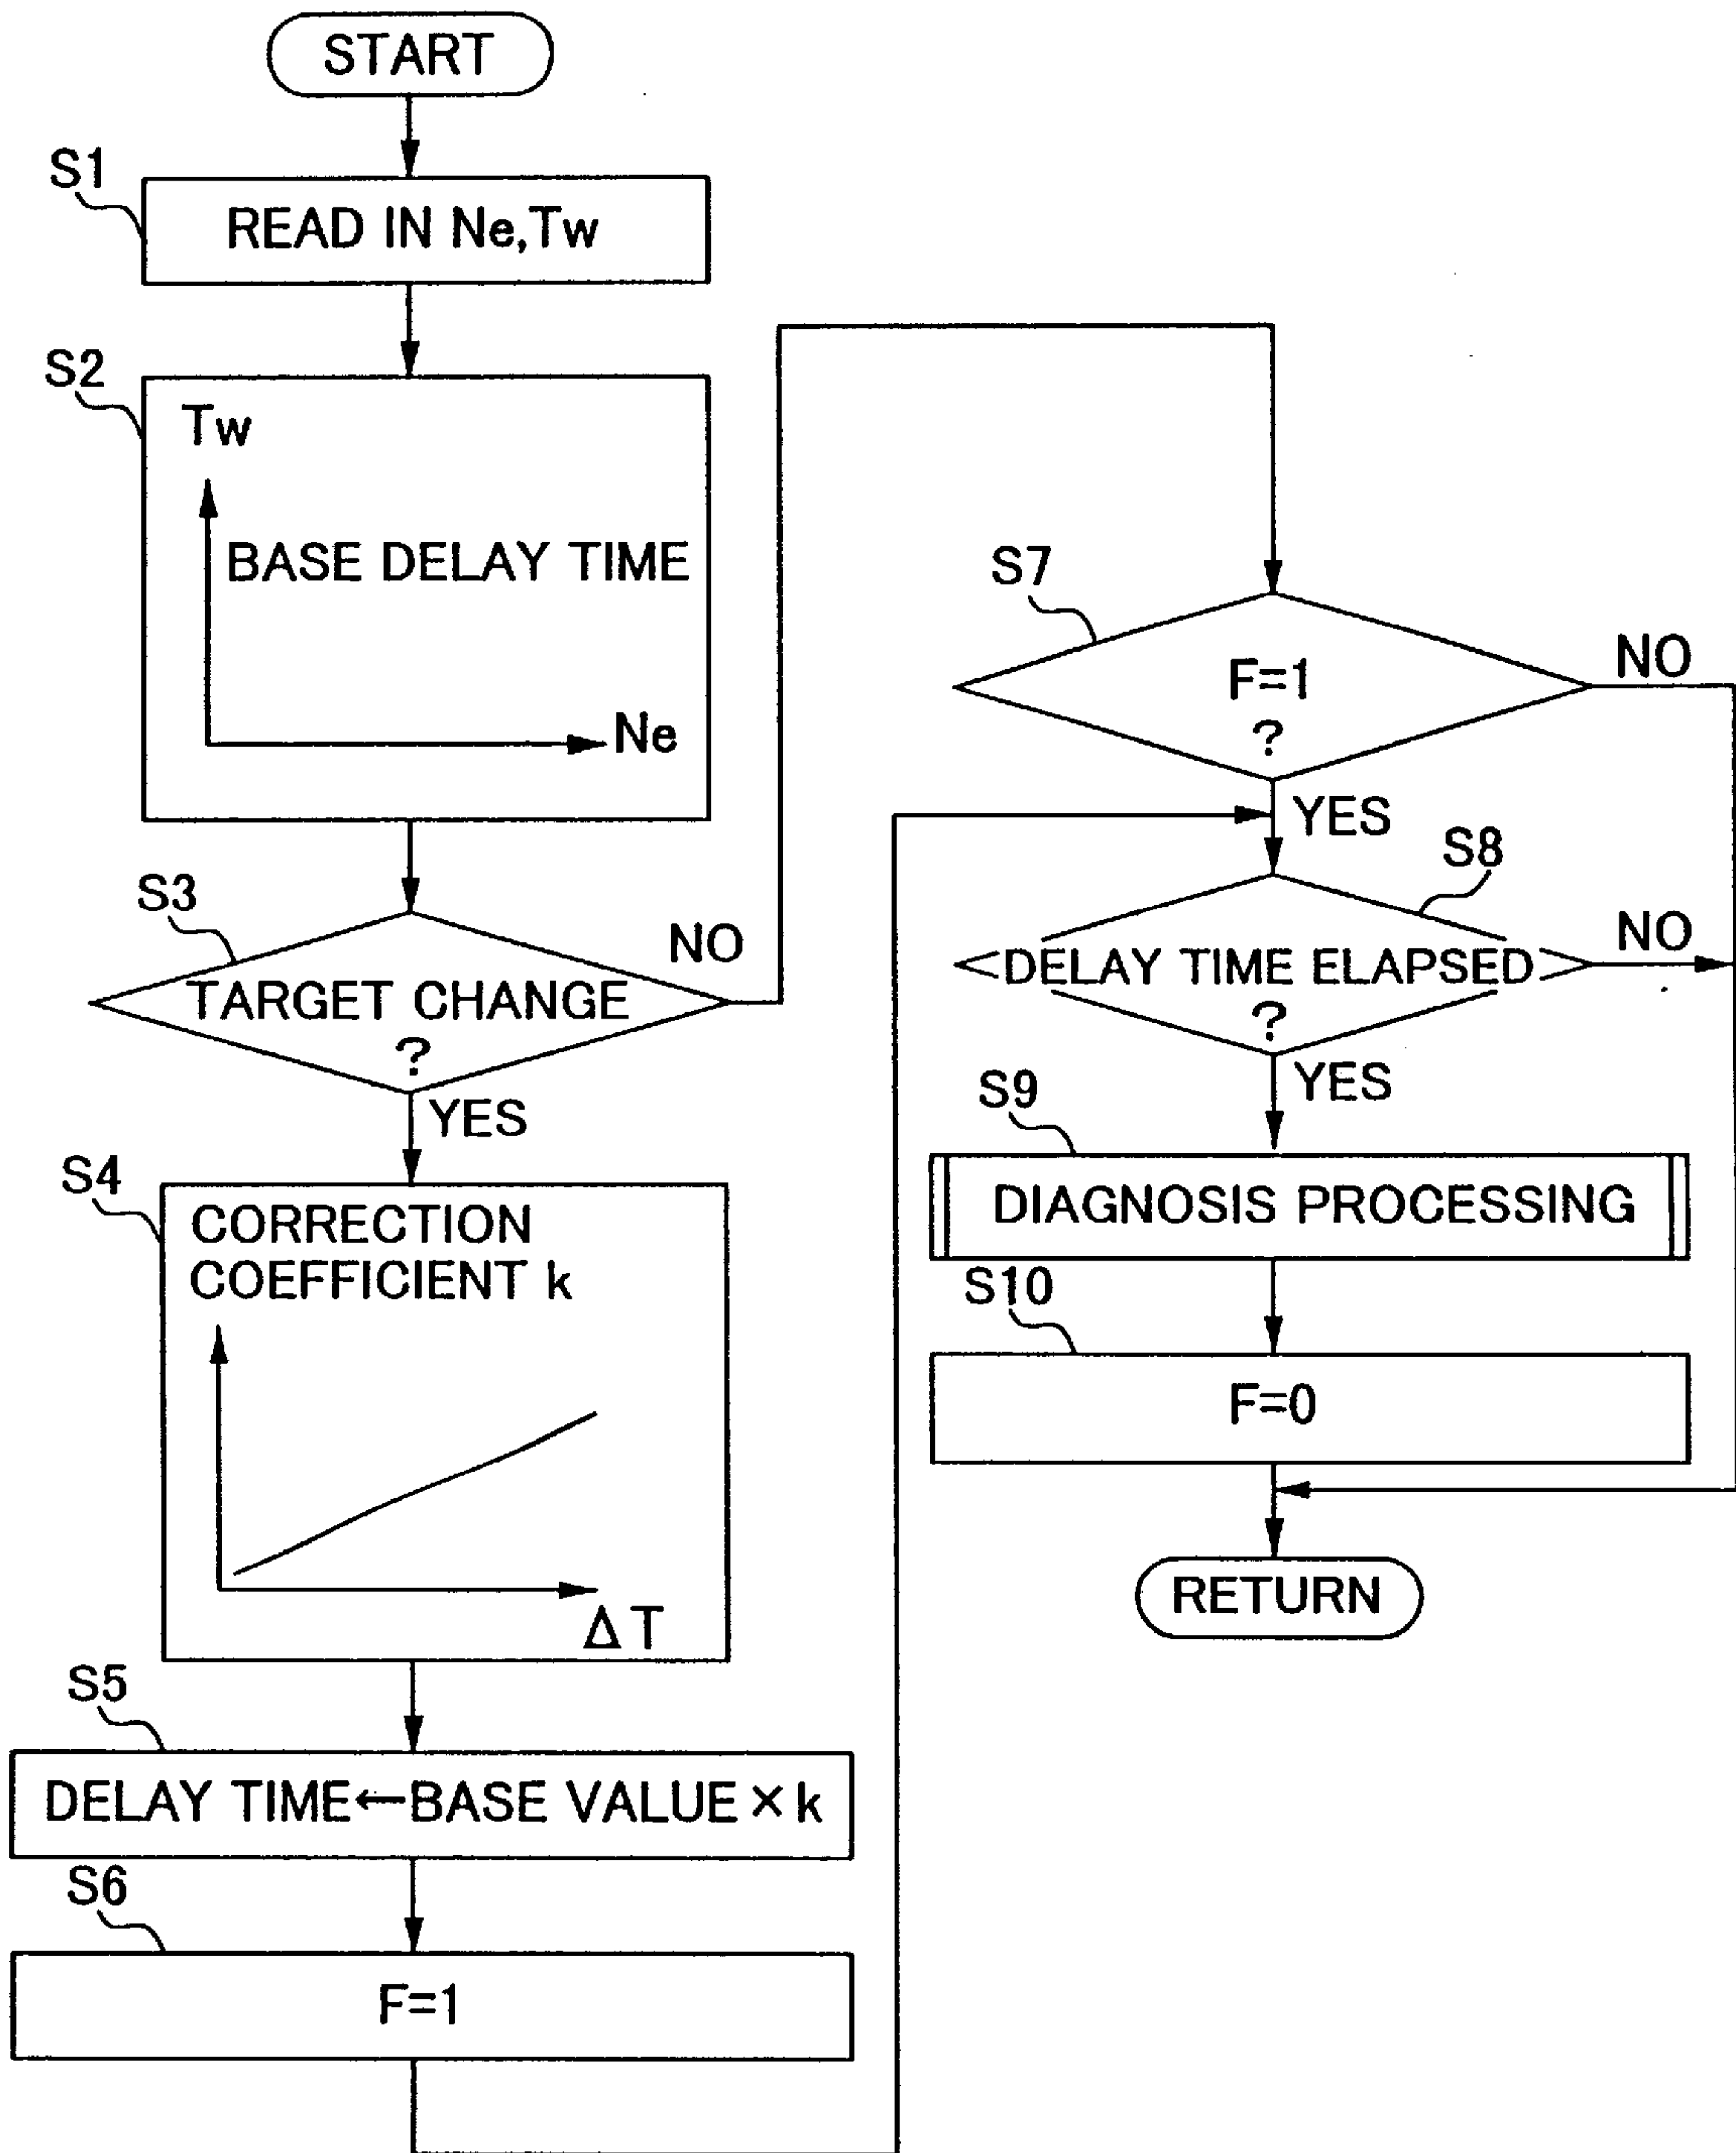 START
S1
READ IN Ne,Tw
S2
Tw
BASE DELAY TIME
Ne
S3
TARGET CHANGE
?
NO
YES
S4
CORRECTION
COEFFICIENT k
ΔT
S5
DELAY TIME←BASE VALUE×k
S6
F=1
S7
F=1
?
NO
YES
S8
DELAY TIME ELAPSED
?
NO
YES
S9
DIAGNOSIS PROCESSING
S10
F=0
RETURN